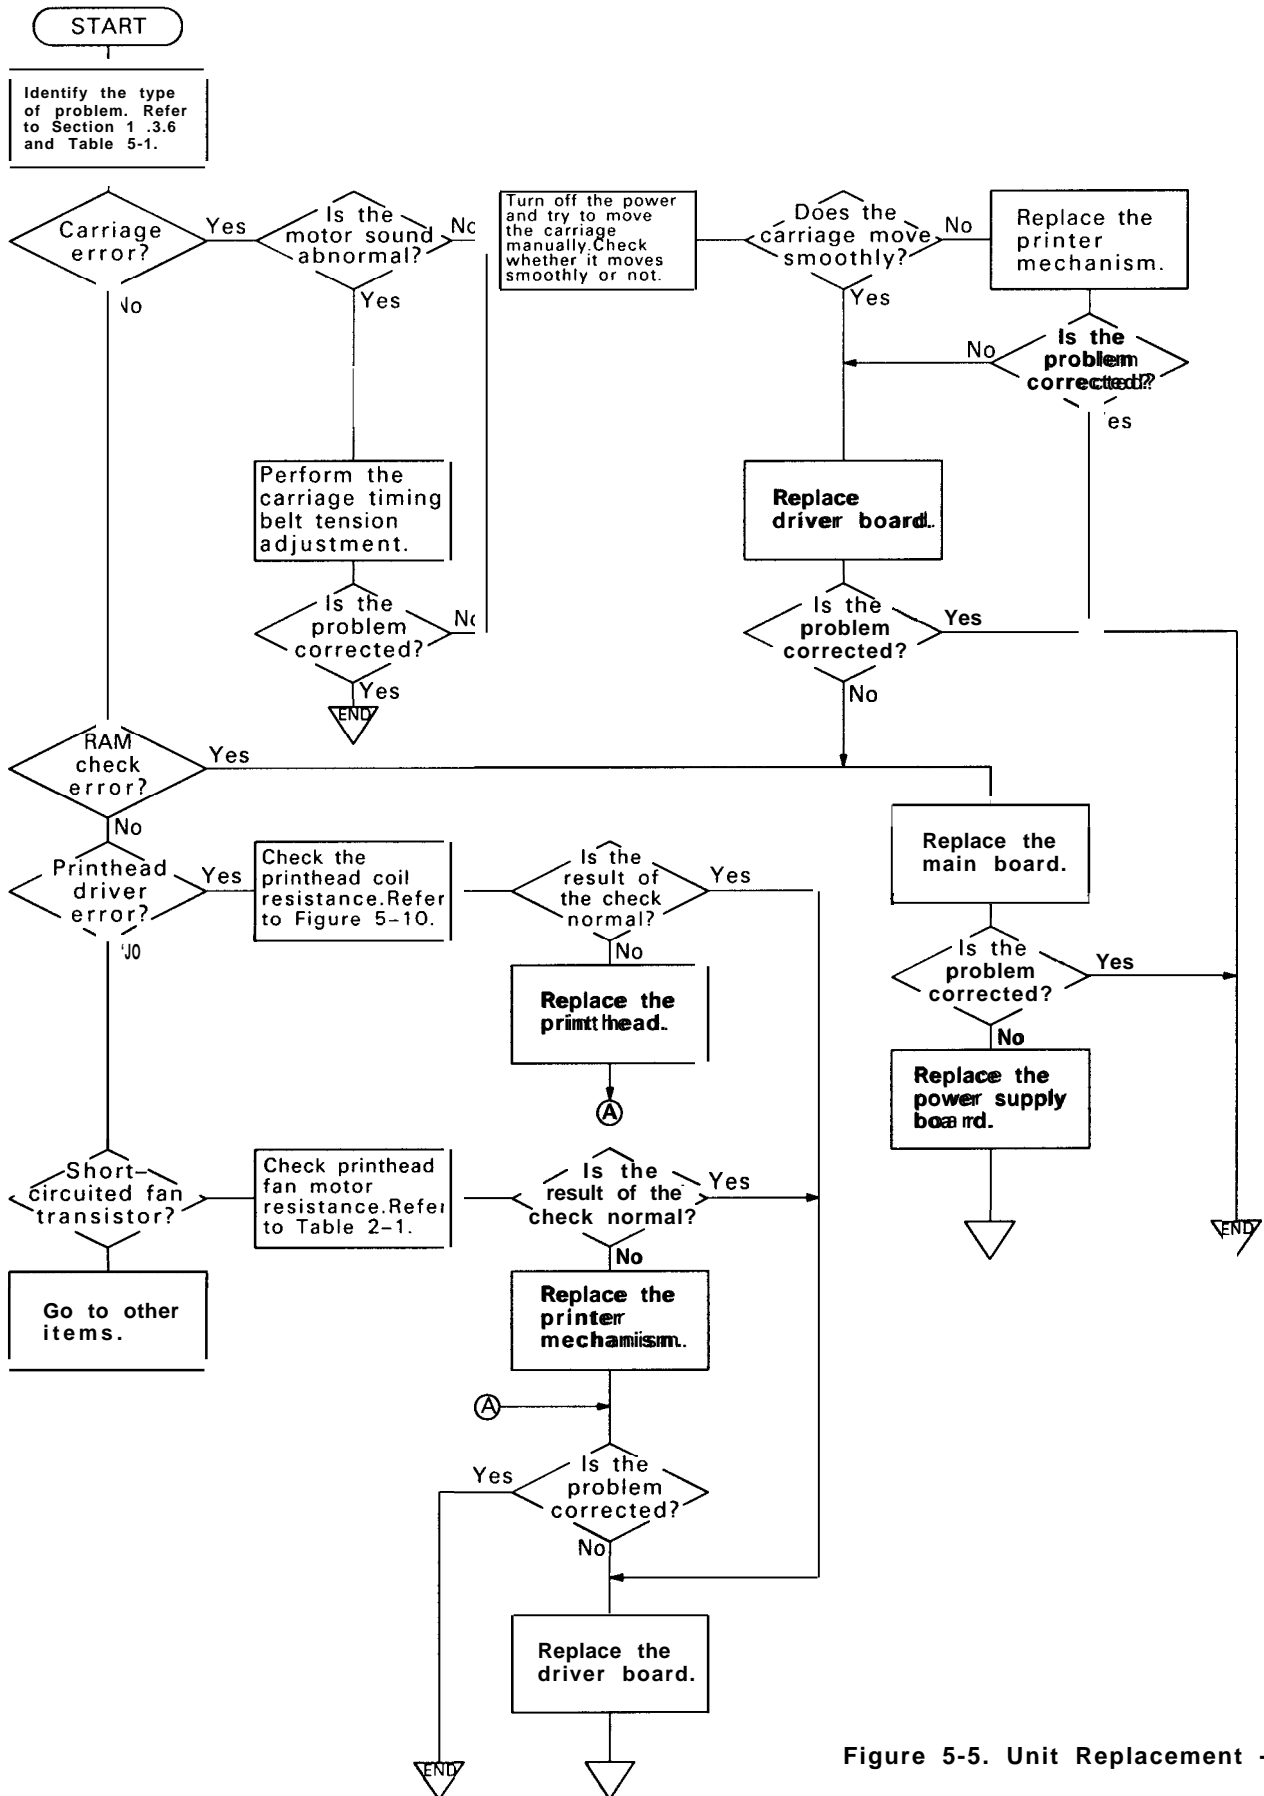 START
Identify the type
of problem. Refer
to Section 1 .3.6
and Table 5-1.
Carriage
error?
Yes
No
Is the
motor sound
abnormal?
No
Yes
Turn off the power
and try to move
the carriage
manually.Check
whether it moves
smoothly or not.
Does the
carriage move
smoothly?
No
Yes
Replace the
printer
mechanism.
Is the
problem
corrected?
No
Yes
Perform the
carriage timing
belt tension
adjustment.
Is the
problem
corrected?
No
Yes
END
Replace
driver board.
Is the
problem
corrected?
Yes
No
RAM
check
error?
Yes
No
Replace the
main board.
Is the
problem
corrected?
Yes
No
Replace the
power supply
board.
END
Printhead
driver
error?
Yes
No
Check the
printhead coil
resistance.Refer
to Figure 5-10.
Is the
result of
the check
normal?
Yes
No
Replace the
printhead.
A
Short-
circuited fan
transistor?
Check printhead
fan motor
resistance.Refer
to Table 2-1.
Is the
result of the
check normal?
Yes
No
Go to other
items.
Replace the
printer
mechanism.
A
Is the
problem
corrected?
Yes
No
Replace the
driver board.
END
Figure 5-5. Unit Replacement -